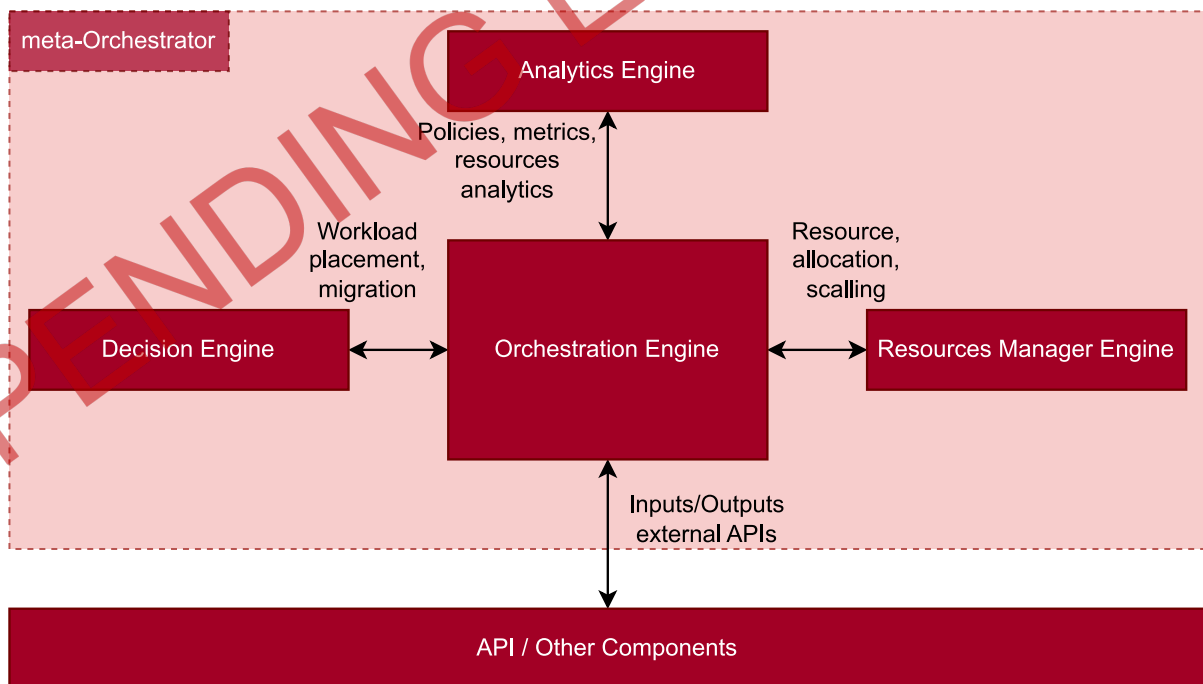 meta-Orchestrator
Analytics Engine
Policies, metrics,
resources
analytics
Workload
placement,
migration
Resource,
allocation,
scalling
Decision Engine
Orchestration Engine
Resources Manager Engine
Inputs/Outputs
external APIs
API / Other Components
PENDING